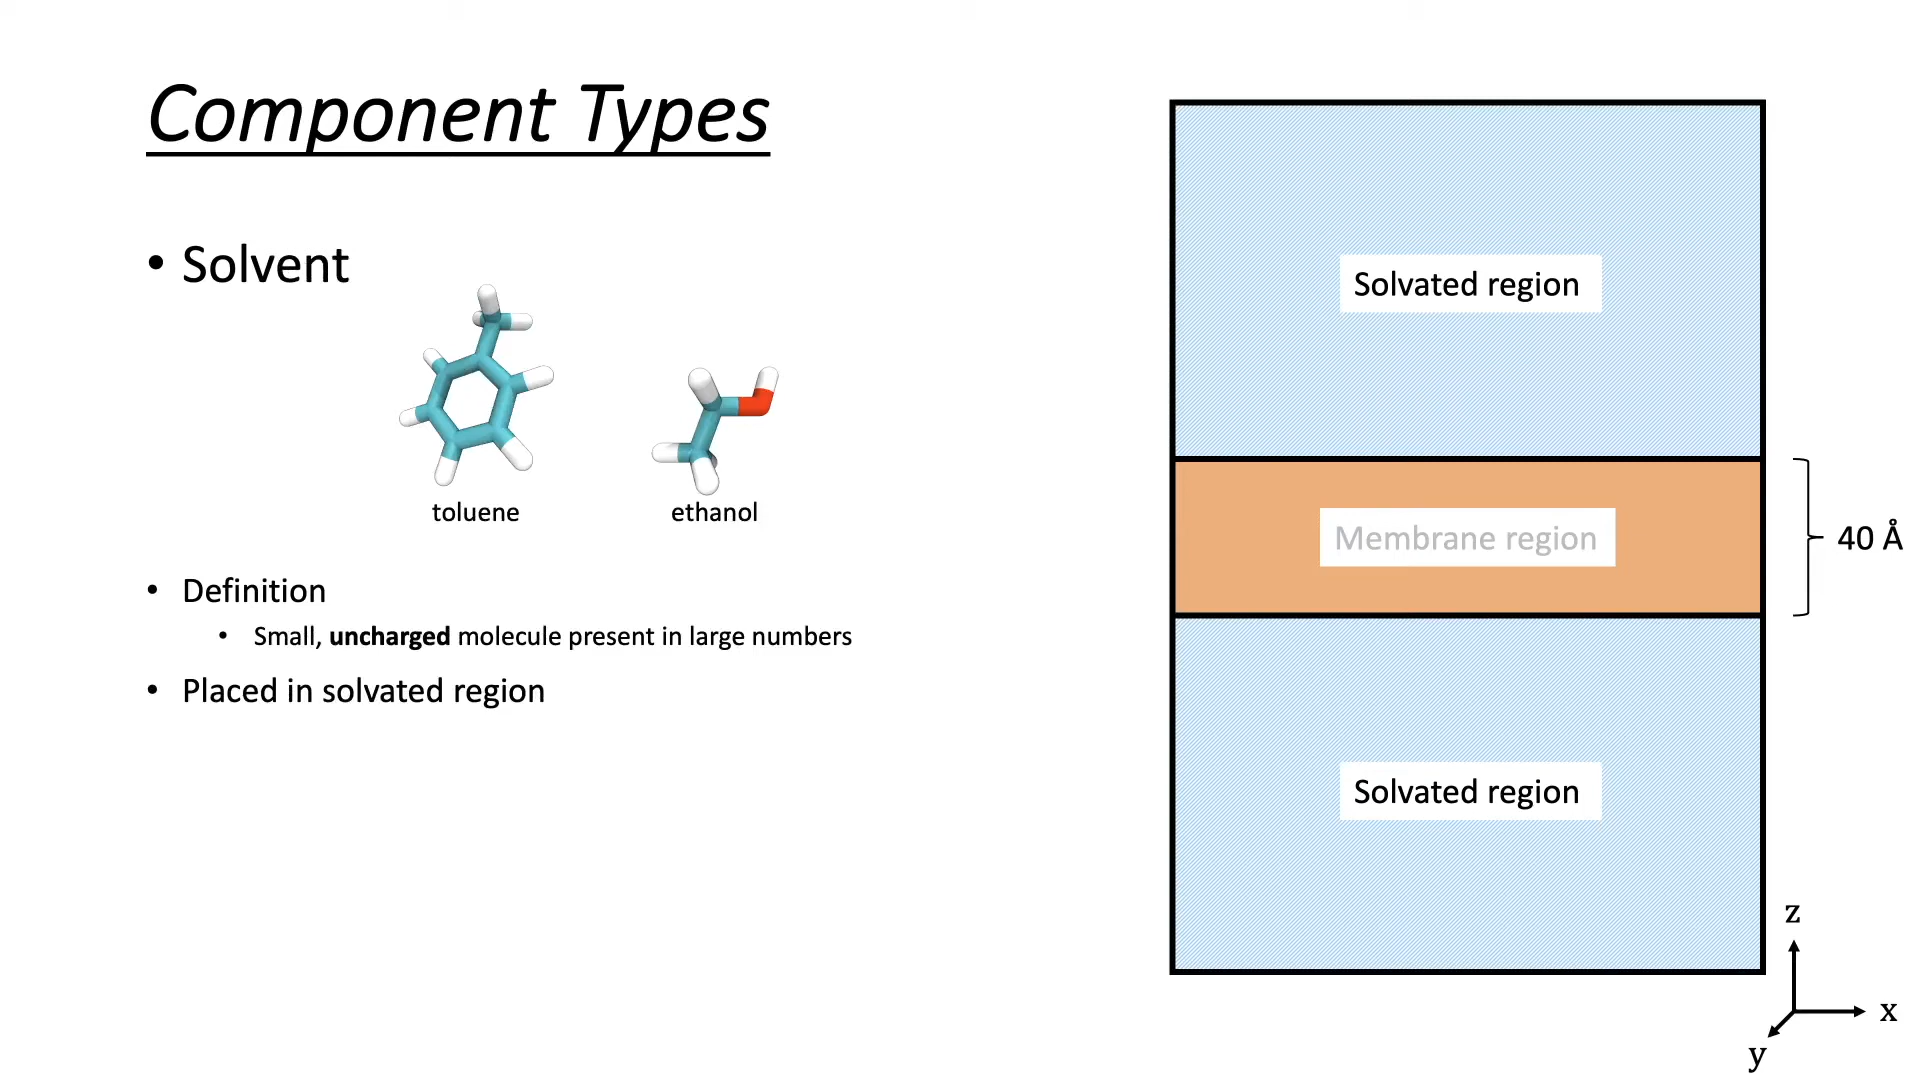 Component Types
• Solvent
toluene
ethanol
• Definition
• Small, uncharged molecule present in large numbers
• Placed in solvated region
Solvated region
Membrane region
40 Å
Solvated region
z
x
y